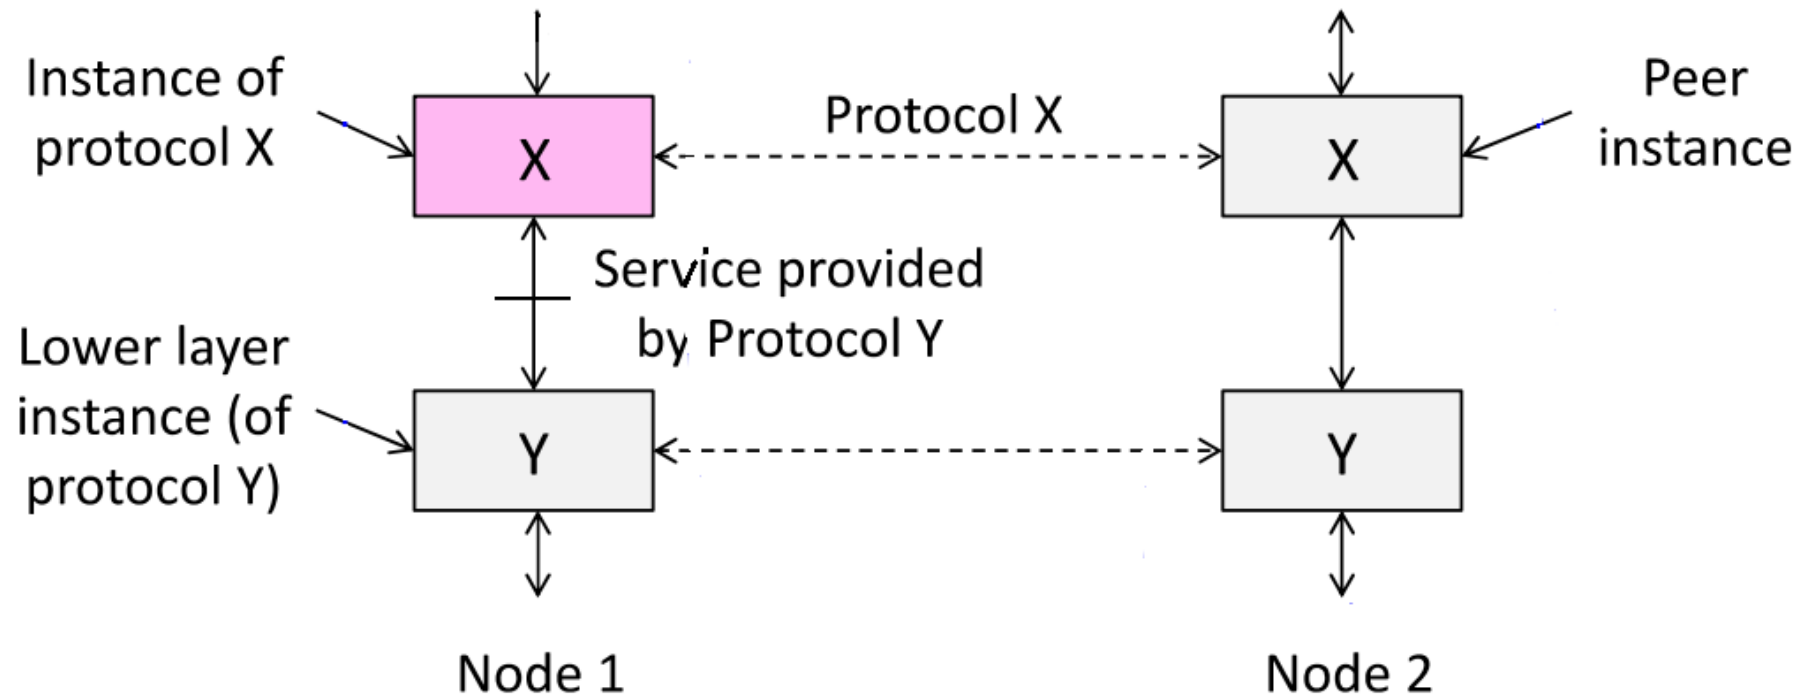 Instance of
protocol X
X
Protocol X
X
Peer
instance
Service provided
by Protocol Y
Lower layer
instance (of
protocol Y)
Y
Y
Node 1
Node 2